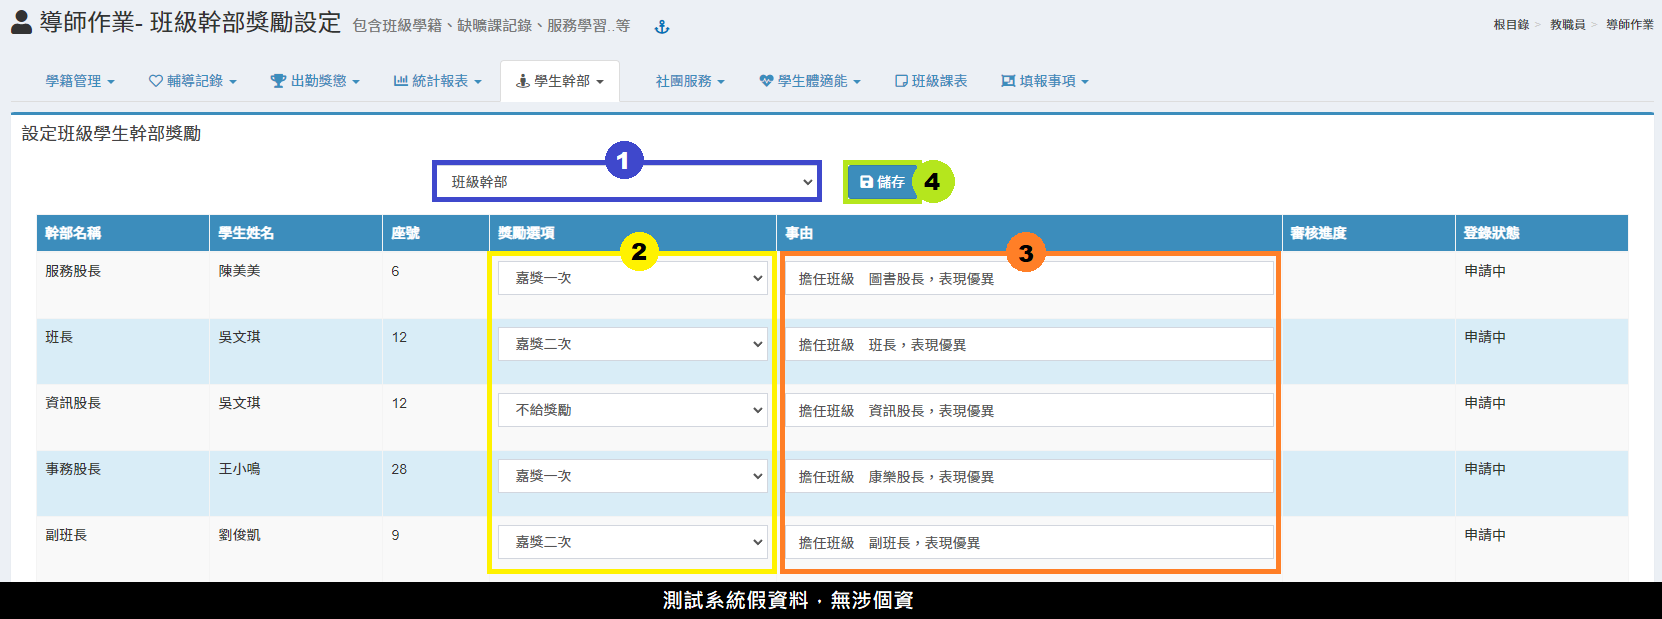 導師作業- 班級幹部獎勵設定 包含班級學籍、缺曠課記錄、服務學習..等
根目錄 > 教職員 > 導師作業
學籍管理 輔導記錄 出勤獎懲 統計報表 學生幹部 社團服務 學生體適能 班級課表 填報事項
設定班級學生幹部獎勵
1
班級幹部 儲存 4
幹部名稱 學生姓名 座號 獎勵選項 事由 審核進度 登錄狀態
2 3
服務股長 陳美美 6 嘉獎一次 擔任班級 圖書股長，表現優異 申請中
班長 吳文琪 12 嘉獎二次 擔任班級 班長，表現優異 申請中
資訊股長 吳文琪 12 不給獎勵 擔任班級 資訊股長，表現優異 申請中
事務股長 王小鳴 28 嘉獎一次 擔任班級 康樂股長，表現優異 申請中
副班長 劉俊凱 9 嘉獎二次 擔任班級 副班長，表現優異 申請中
測試系統假資料，無涉個資